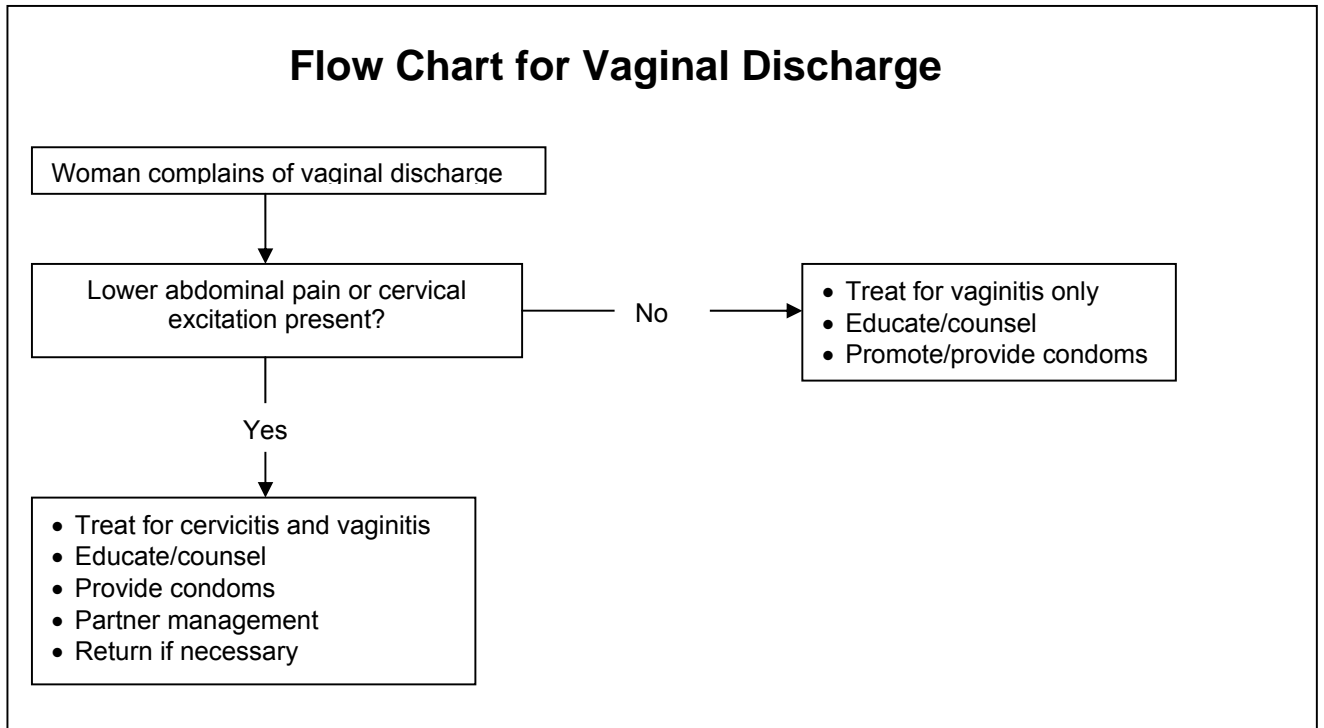 Flow Chart for Vaginal Discharge
Woman complains of vaginal discharge
Lower abdominal pain or cervical
excitation present?
No
• Treat for vaginitis only
• Educate/counsel
• Promote/provide condoms
Yes
• Treat for cervicitis and vaginitis
• Educate/counsel
• Provide condoms
• Partner management
• Return if necessary